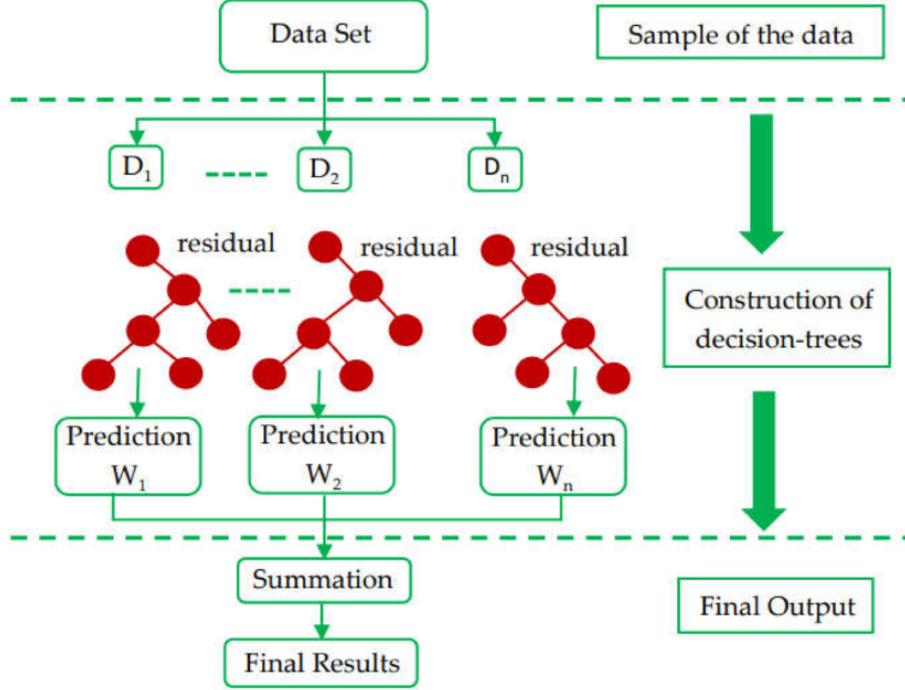 Data Set
Sample of the data
D₁
D₂
Dₙ
residual
residual
residual
Construction of
decision-trees
Prediction
W₁
Prediction
W₂
Prediction
Wₙ
Summation
Final Output
Final Results